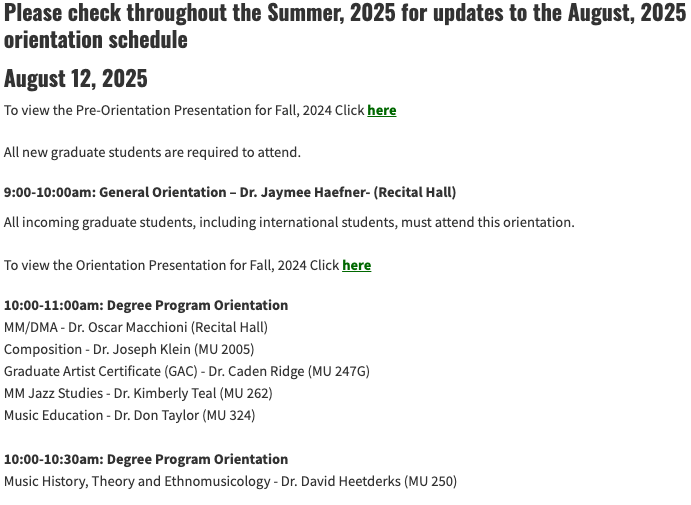 Please check throughout the Summer, 2025 for updates to the August, 2025
orientation schedule
August 12, 2025
To view the Pre-Orientation Presentation for Fall, 2024 Click here
All new graduate students are required to attend.
9:00-10:00am: General Orientation – Dr. Jaymee Haefner- (Recital Hall)
All incoming graduate students, including international students, must attend this orientation.
To view the Orientation Presentation for Fall, 2024 Click here
10:00-11:00am: Degree Program Orientation
MM/DMA - Dr. Oscar Macchioni (Recital Hall)
Composition - Dr. Joseph Klein (MU 2005)
Graduate Artist Certificate (GAC) - Dr. Caden Ridge (MU 247G)
MM Jazz Studies - Dr. Kimberly Teal (MU 262)
Music Education - Dr. Don Taylor (MU 324)
10:00-10:30am: Degree Program Orientation
Music History, Theory and Ethnomusicology - Dr. David Heetderks (MU 250)